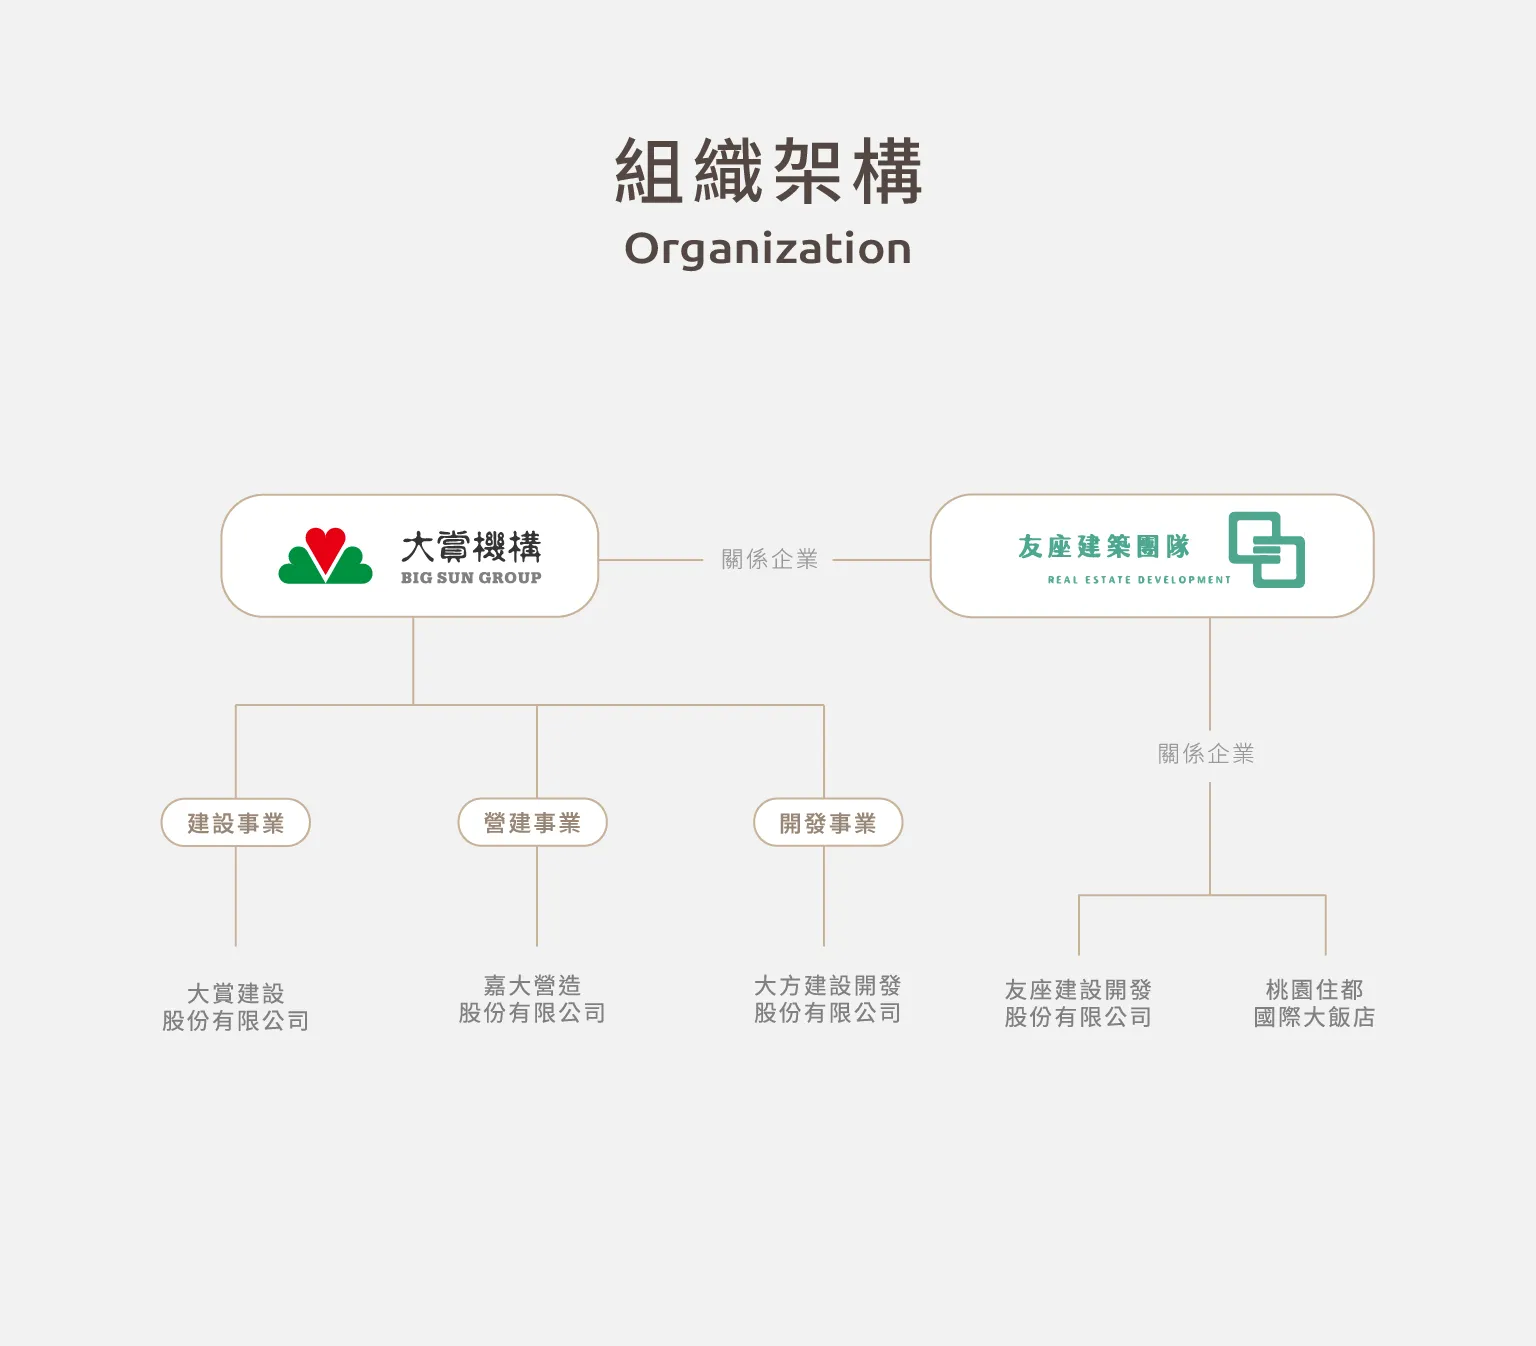 組織架構
Organization
大賞機構
BIG SUN GROUP
關係企業
友座建築團隊
REAL ESTATE DEVELOPMENT
關係企業
建設事業
營建事業
開發事業
大賞建設
股份有限公司
嘉大營造
股份有限公司
大方建設開發
股份有限公司
友座建設開發
股份有限公司
桃園住都
國際大飯店